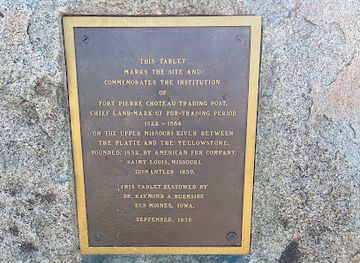 THIS TABLET
MARKS THE SITE AND
COMMEMORATES THE INSTITUTION
OF
FORT PIERRE CHOTEAU TRADING POST,
CHIEF LAND-MARK OF FUR-TRADING PERIOD,
1822 - 1864
ON THE UPPER MISSOURI RIVER BETWEEN
THE PLATTE AND THE YELLOWSTONE.
FOUNDED, 1832, BY AMERICAN FUR COMPANY,
SAINT LOUIS, MISSOURI.
DISMANTLED 1859.
THIS TABLET BESTOWED BY
DR. RAYMOND A. BURNSIDE
DES MOINES, IOWA.
SEPTEMBER, 1930